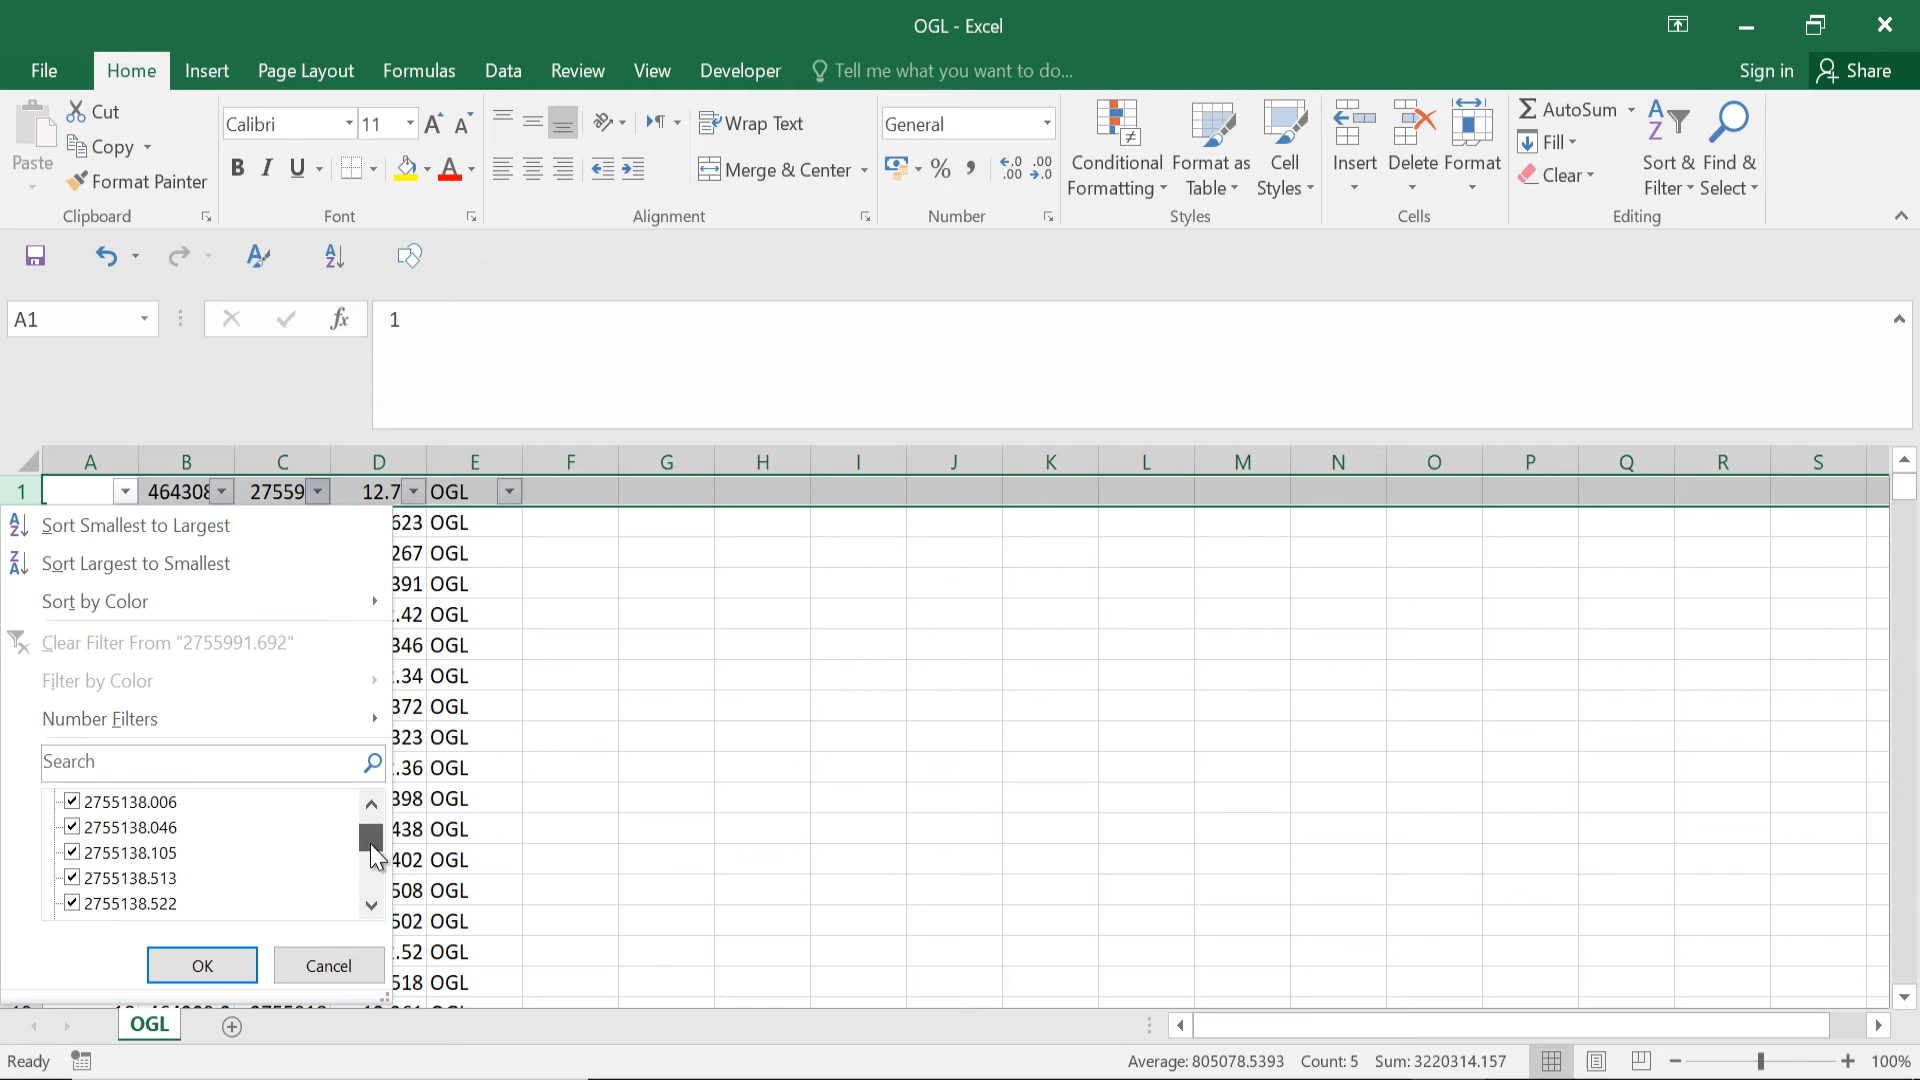 OGL - Excel
File Home Insert Page Layout Formulas Data Review View Developer Tell me what you want to do... Sign in Share
Cut
Copy
Format Painter
Paste
Clipboard
Calibri 11
B I U
Font
Wrap Text
Merge & Center
Alignment
General
Number
Conditional Formatting
Format as Table
Cell Styles
Styles
Insert Delete Format
Cells
AutoSum
Fill
Clear
Sort & Filter
Find & Select
Editing
A1 fx 1
A B C D E F G H I J K L M N O P Q R S
1 464308 27559 12.7 OGL
623 OGL
267 OGL
391 OGL
.42 OGL
346 OGL
.34 OGL
372 OGL
323 OGL
.36 OGL
398 OGL
438 OGL
402 OGL
508 OGL
502 OGL
.52 OGL
518 OGL
Sort Smallest to Largest
Sort Largest to Smallest
Sort by Color
Clear Filter From "2755991.692"
Filter by Color
Number Filters
Search
2755138.006
2755138.046
2755138.105
2755138.513
2755138.522
OK Cancel
OGL
Ready Average: 805078.5393 Count: 5 Sum: 3220314.157 100%